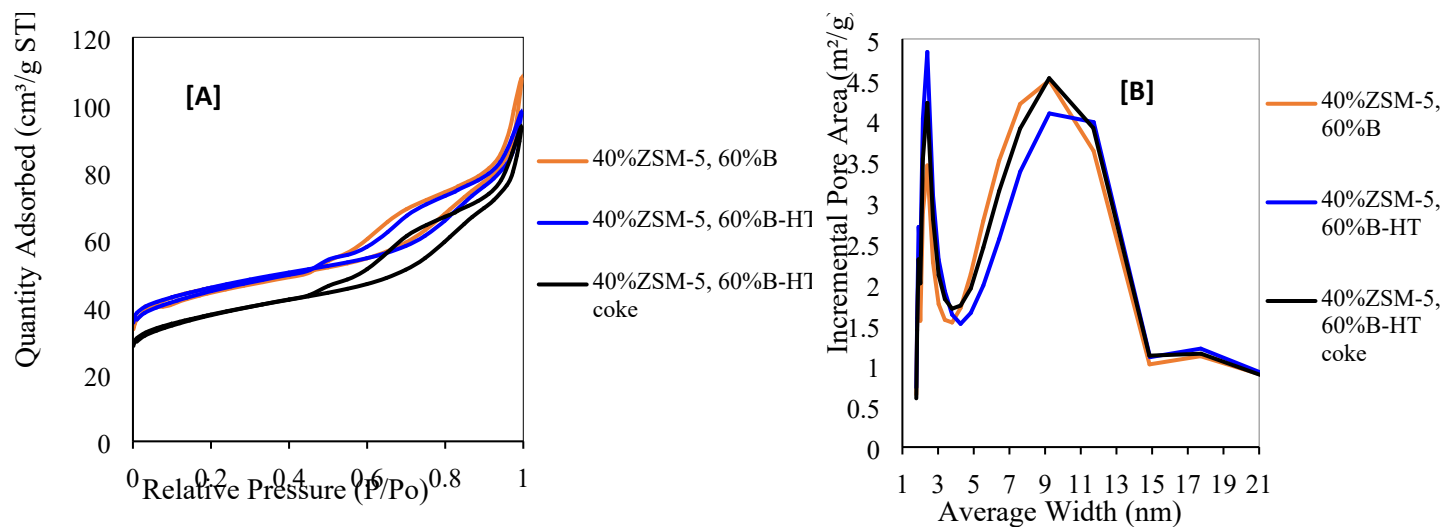 Quantity Adsorbed (cm³/g ST
120
100
80
60
40
20
0
[A]
0
0.2
0.4
0.6
0.8
1
Relative Pressure (P/Po)
40%ZSM-5, 60%B
40%ZSM-5, 60%B-HT
40%ZSM-5, 60%B-HT
coke
Incremental Pore Area (m²/g)
5
4.5
4
3.5
3
2.5
2
1.5
1
0.5
0
[B]
1 3 5 7 9 11 13 15 17 19 21
Average Width (nm)
40%ZSM-5,
60%B
40%ZSM-5,
60%B-HT
40%ZSM-5,
60%B-HT
coke